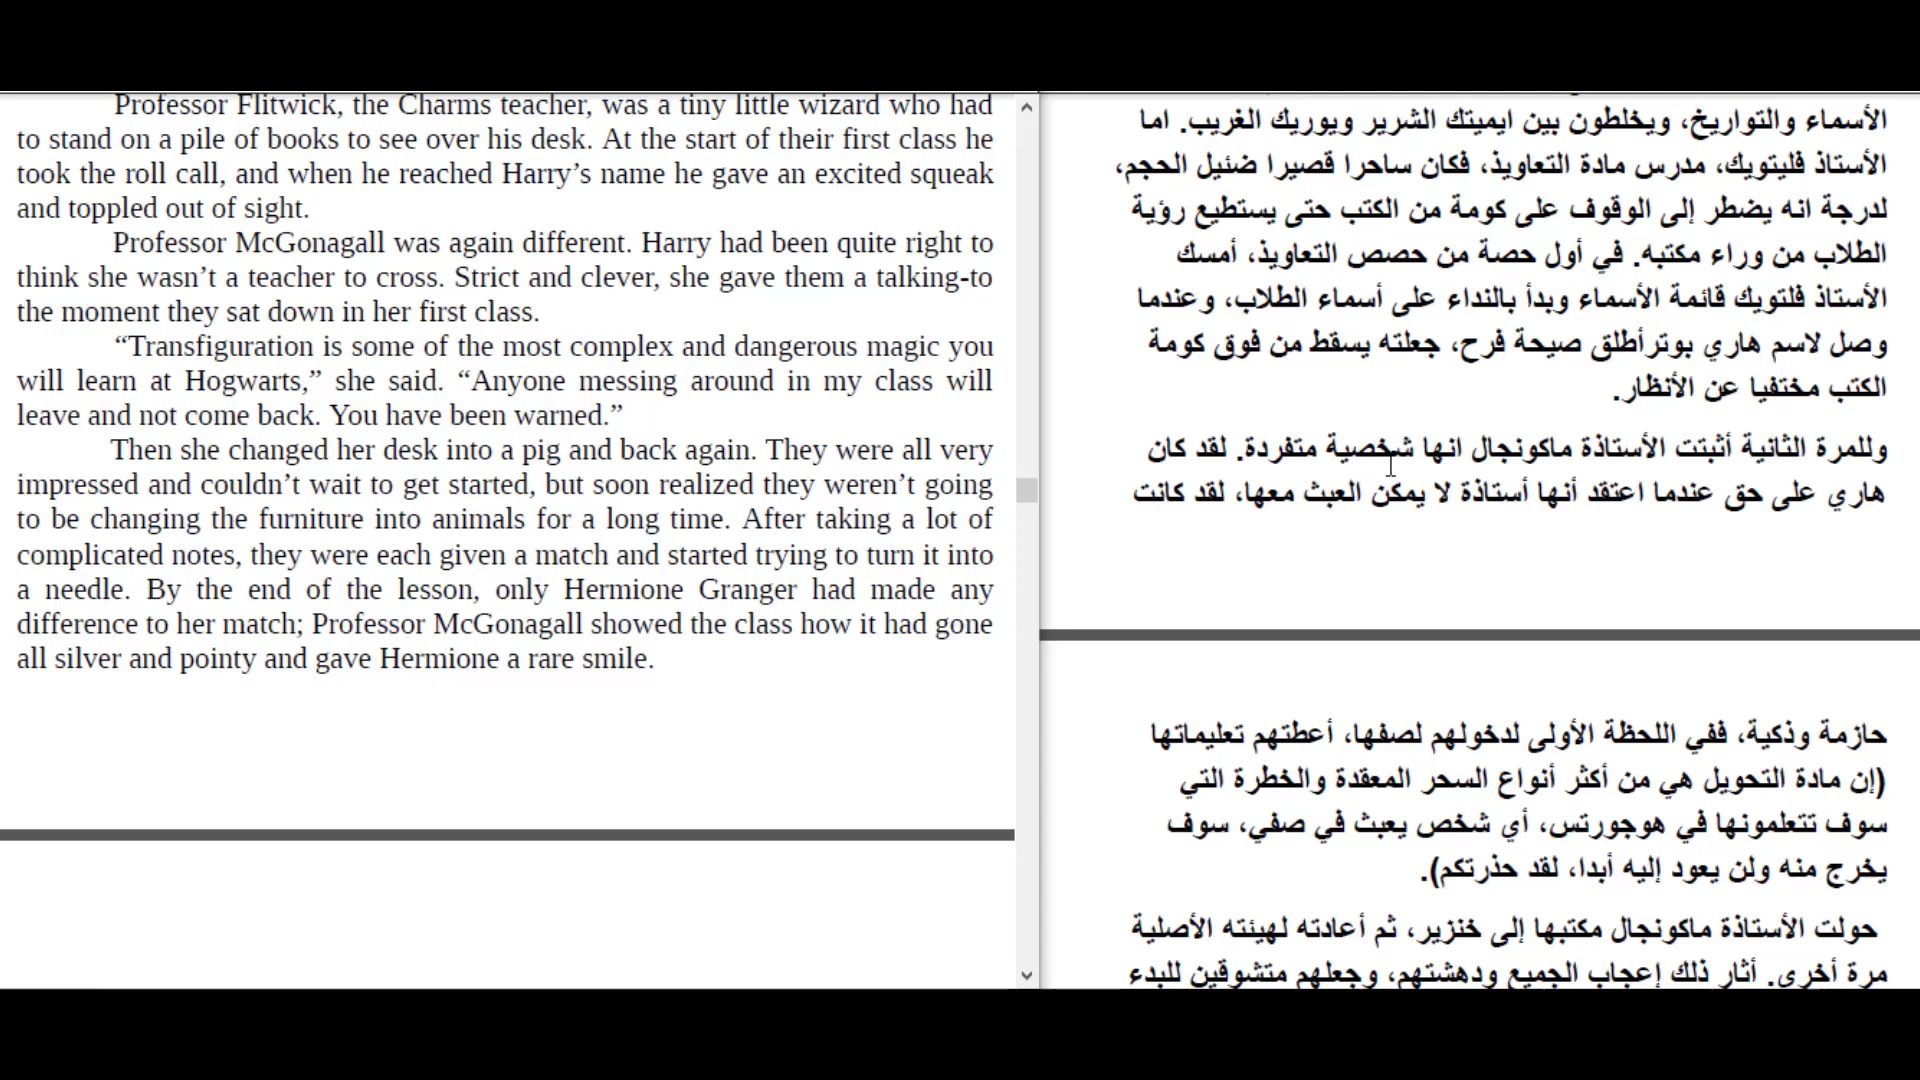 Professor Flitwick, the Charms teacher, was a tiny little wizard who had
to stand on a pile of books to see over his desk. At the start of their first class he
took the roll call, and when he reached Harry’s name he gave an excited squeak
and toppled out of sight.
Professor McGonagall was again different. Harry had been quite right to
think she wasn’t a teacher to cross. Strict and clever, she gave them a talking-to
the moment they sat down in her first class.
“Transfiguration is some of the most complex and dangerous magic you
will learn at Hogwarts,” she said. “Anyone messing around in my class will
leave and not come back. You have been warned.”
Then she changed her desk into a pig and back again. They were all very
impressed and couldn’t wait to get started, but soon realized they weren’t going
to be changing the furniture into animals for a long time. After taking a lot of
complicated notes, they were each given a match and started trying to turn it into
a needle. By the end of the lesson, only Hermione Granger had made any
difference to her match; Professor McGonagall showed the class how it had gone
all silver and pointy and gave Hermione a rare smile.
الأسماء والتواريخ، ويخلطون بين ايميتك الشرير ويوريك الغريب. اما
الأستاذ فليتويك، مدرس مادة التعاويذ، فكان ساحرا قصيرا ضئيل الحجم،
لدرجة انه يضطر إلى الوقوف على كومة من الكتب حتى يستطيع رؤية
الطلاب من وراء مكتبه. في أول حصة من حصص التعاويذ، أمسك
الأستاذ فلتويك قائمة الأسماء وبدأ بالنداء على أسماء الطلاب، وعندما
وصل لاسم هاري بوترأطلق صيحة فرح، جعلته يسقط من فوق كومة
الكتب مختفيا عن الأنظار.
وللمرة الثانية أثبتت الأستاذة ماكونجال انها شخصية متفردة. لقد كان
هاري على حق عندما اعتقد أنها أستاذة لا يمكن العبث معها، لقد كانت
حازمة وذكية، ففي اللحظة الأولى لدخولهم لصفها، أعطتهم تعليماتها
(إن مادة التحويل هي من أكثر أنواع السحر المعقدة والخطرة التي
سوف تتعلمونها في هوجورتس، أي شخص يعبث في صفي، سوف
يخرج منه ولن يعود إليه أبدا، لقد حذرتكم).
حولت الأستاذة ماكونجال مكتبها إلى خنزير، ثم أعادته لهيئته الأصلية
مرة أخرى. أثار ذلك إعجاب الجميع ودهشتهم، وجعلهم متشوقين للبدء